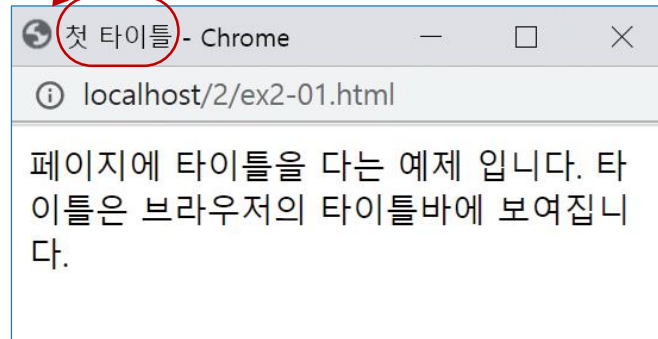 첫 타이틀 - Chrome
localhost/2/ex2-01.html
페이지에 타이틀을 다는 예제 입니다. 타
이틀은 브라우저의 타이틀바에 보여집니
다.